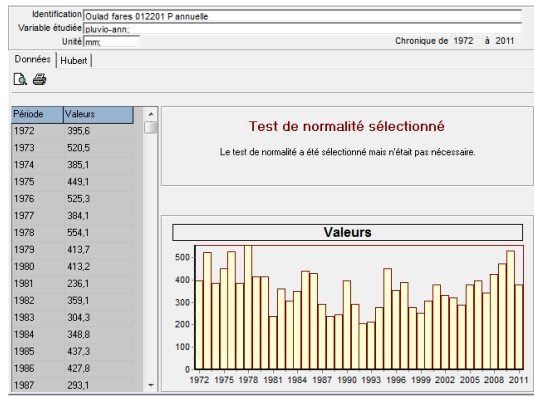 Identification Oulad fares 012201 P annuelle
Variable étudiée pluvio-ann;
Unité mm; Chronique de 1972 à 2011
Données Hubert
Période Valeurs
1972 395,6
1973 520,5
1974 385,1
1975 449,1
1976 525,3
1977 384,1
1978 554,1
1979 413,7
1980 413,2
1981 236,1
1982 359,1
1983 304,3
1984 348,8
1985 437,3
1986 427,8
1987 293,1
Test de normalité sélectionné
Le test de normalité a été sélectionné mais n'était pas nécessaire.
Valeurs
500
400
300
200
100
0
1972 1975 1978 1981 1984 1987 1990 1993 1996 1999 2002 2005 2008 2011